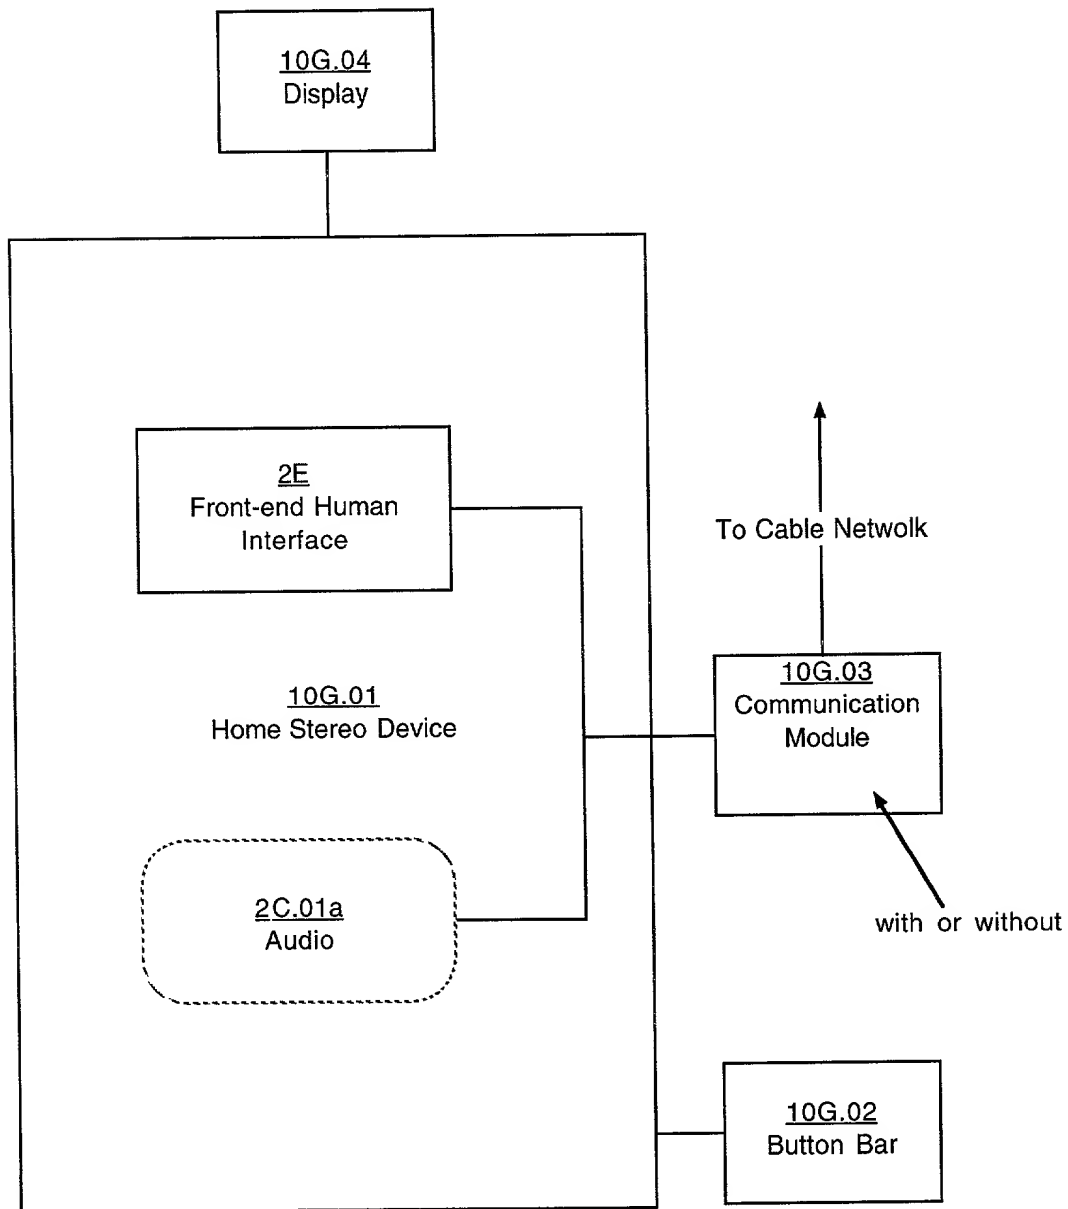 10G.04
Display
2E
Front-end Human
Interface
To Cable Netwolk
10G.01
Home Stereo Device
10G.03
Communication
Module
2C.01a
Audio
with or without
10G.02
Button Bar